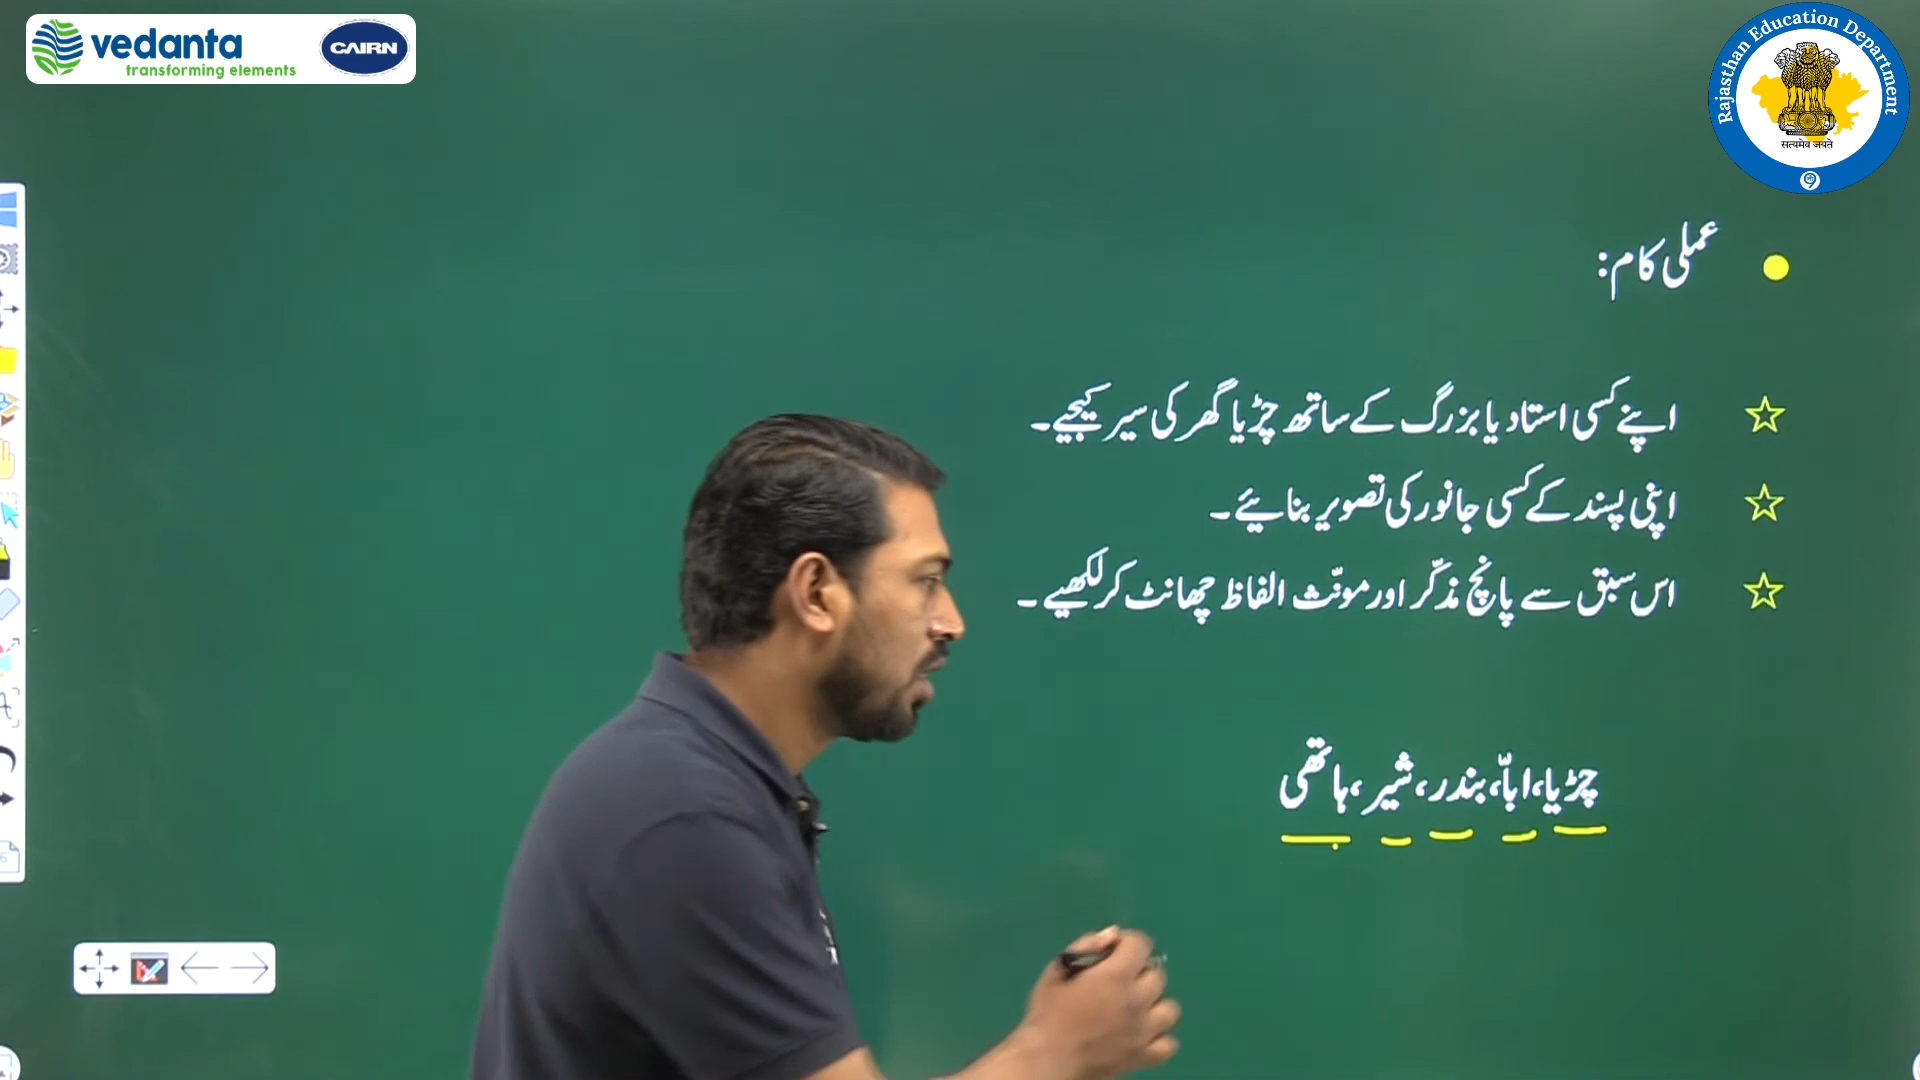 vedanta
transforming elements
CAIRN
Rajasthan Education Department
सत्यमेव जयते
عملی کام:
اپنے کسی استاد یا بزرگ کے ساتھ چڑیا گھر کی سیر کیجیے۔
اپنی پسند کے کسی جانور کی تصویر بنائیے۔
اس سبق سے پانچ مذکّر اور مونّث الفاظ چھانٹ کر لکھیے۔
چڑیا، ابّا، بندر، شیر، ہاتھی